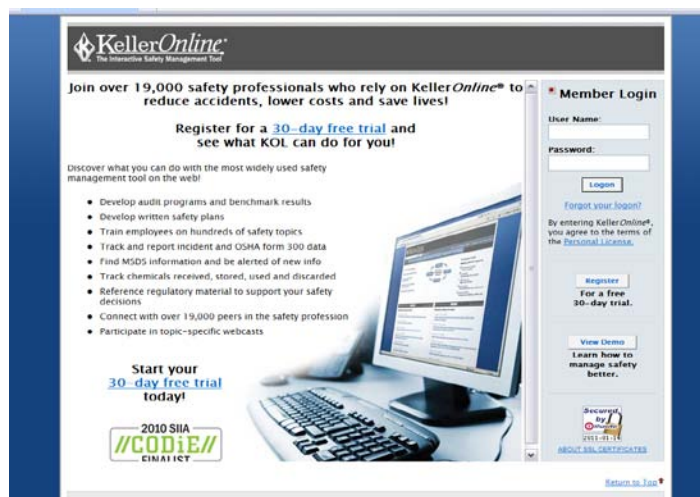 KellerOnline®
The Interactive Safety Management Tool
Join over 19,000 safety professionals who rely on KellerOnline® to
reduce accidents, lower costs and save lives!
Register for a 30-day free trial and
see what KOL can do for you!
Discover what you can do with the most widely used safety
management tool on the web!
● Develop audit programs and benchmark results
● Develop written safety plans
● Train employees on hundreds of safety topics
● Track and report incident and OSHA form 300 data
● Find MSDS information and be alerted of new info
● Track chemicals received, stored, used and discarded
● Reference regulatory material to support your safety
decisions
● Connect with over 19,000 peers in the safety profession
● Participate in topic-specific webcasts
Start your
30-day free trial
today!
2010 SIIA
//CODiE//
FINALIST
Member Login
User Name:
Password:
Logon
Forgot your logon?
By entering KellerOnline®,
you agree to the terms of
the Personal License.
Register
For a free
30-day trial.
View Demo
Learn how to
manage safety
better.
Secured
by
2011-01-14
ABOUT SSL CERTIFICATES
Return to Top